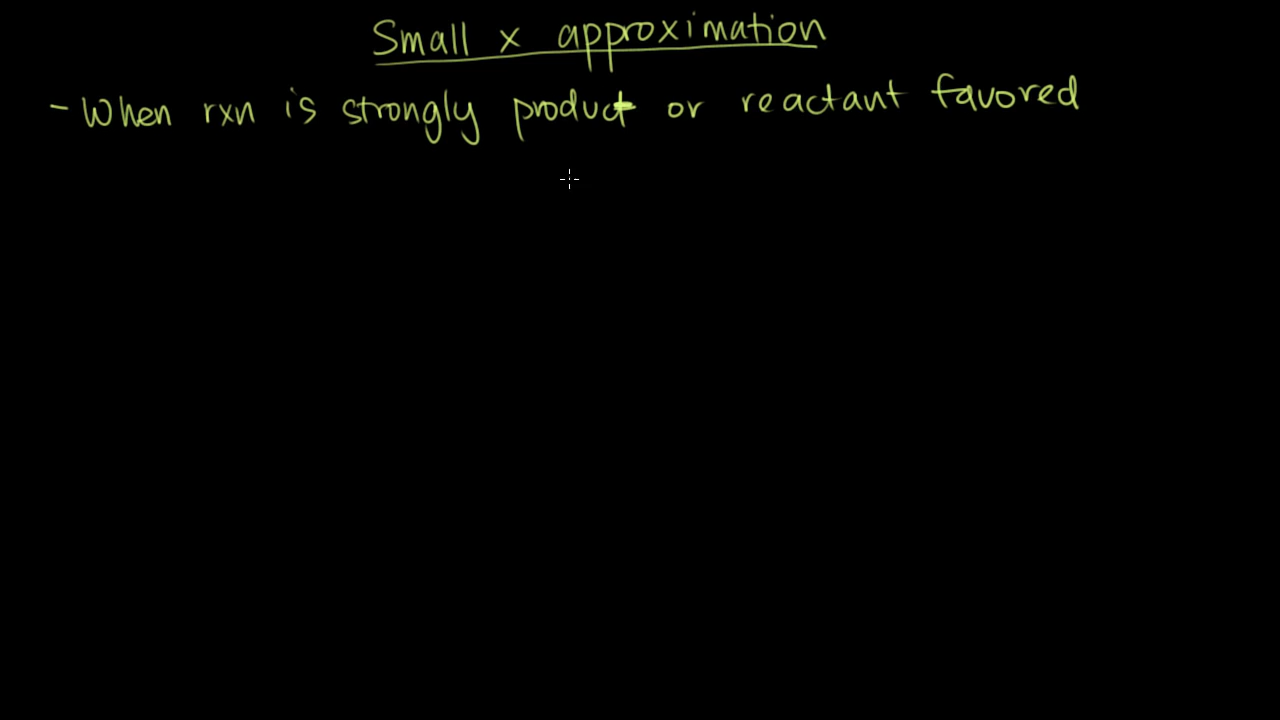 Small x approximation
- When rxn is strongly product or reactant favored